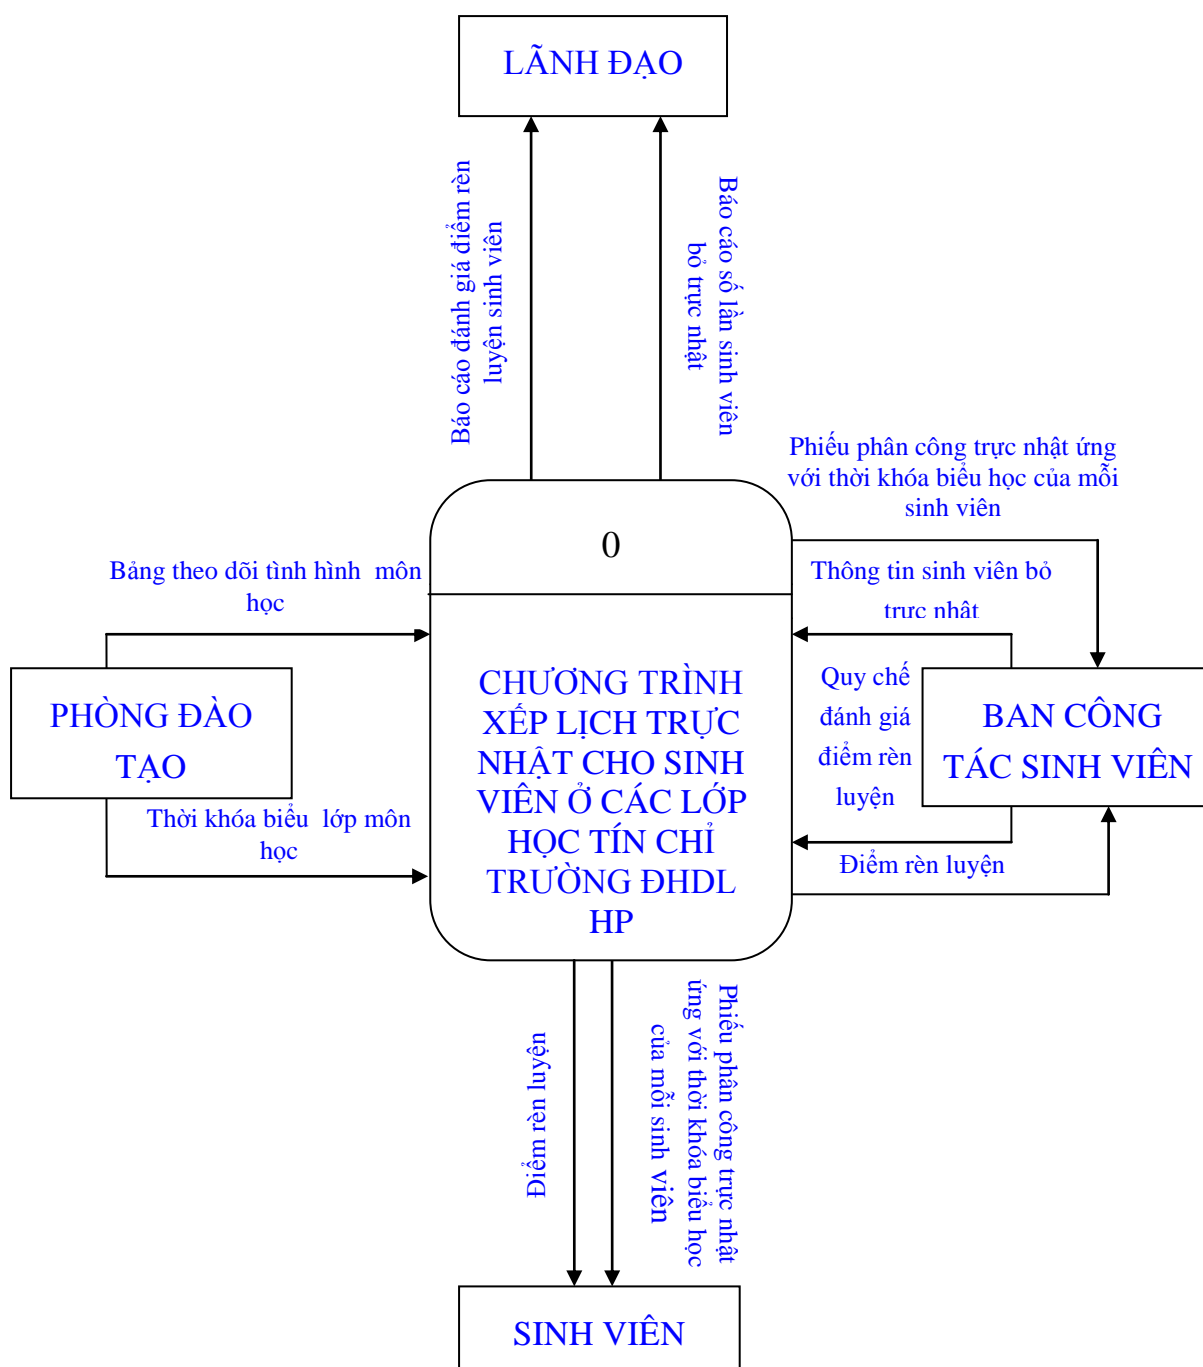 LÃNH ĐẠO
Báo cáo đánh giá điểm rèn
luyện sinh viên
Báo cáo số lần sinh viên
bỏ trực nhật
Phiếu phân công trực nhật ứng
với thời khóa biểu học của mỗi
sinh viên
0
Bảng theo dõi tình hình môn
học
Thông tin sinh viên bỏ
trực nhật
PHÒNG ĐÀO
TẠO
CHƯƠNG TRÌNH
XẾP LỊCH TRỰC
NHẬT CHO SINH
VIÊN Ở CÁC LỚP
HỌC TÍN CHỈ
TRƯỜNG ĐHDL
HP
Quy chế
đánh giá
điểm rèn
luyện
BAN CÔNG
TÁC SINH VIÊN
Thời khóa biểu lớp môn
học
Điểm rèn luyện
Điểm rèn luyện
Phiếu phân công trực nhật
ứng với thời khóa biểu học
của mỗi sinh viên
SINH VIÊN